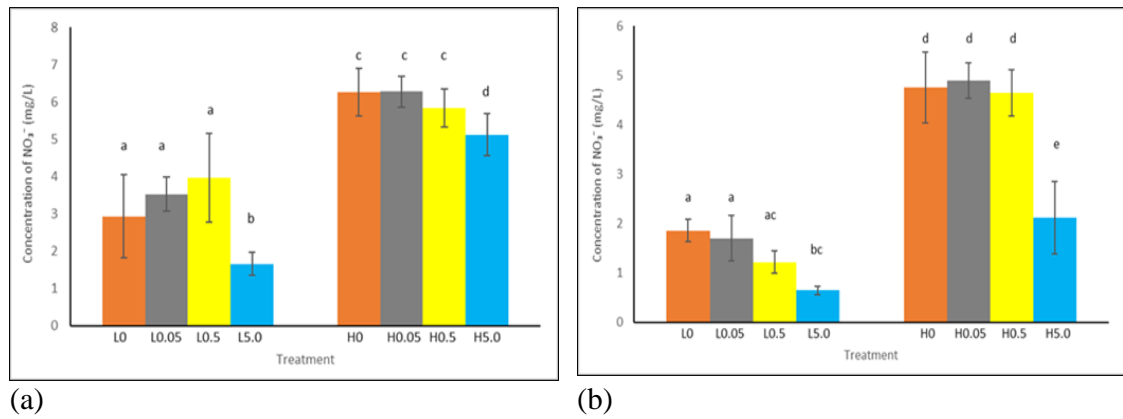 8
7
6
5
4
3
2
1
0
Concentration of NO₃⁻ (mg/L)
a
a
a
b
c
c
c
d
L0 L0.05 L0.5 L5.0 H0 H0.05 H0.5 H5.0
Treatment
(a)
6
5
4
3
2
1
0
Concentration of NO₃⁻ (mg/L)
a
a
ac
bc
d
d
d
e
L0 L0.05 L0.5 L5.0 H0 H0.05 H0.5 H5.0
Treatment
(b)